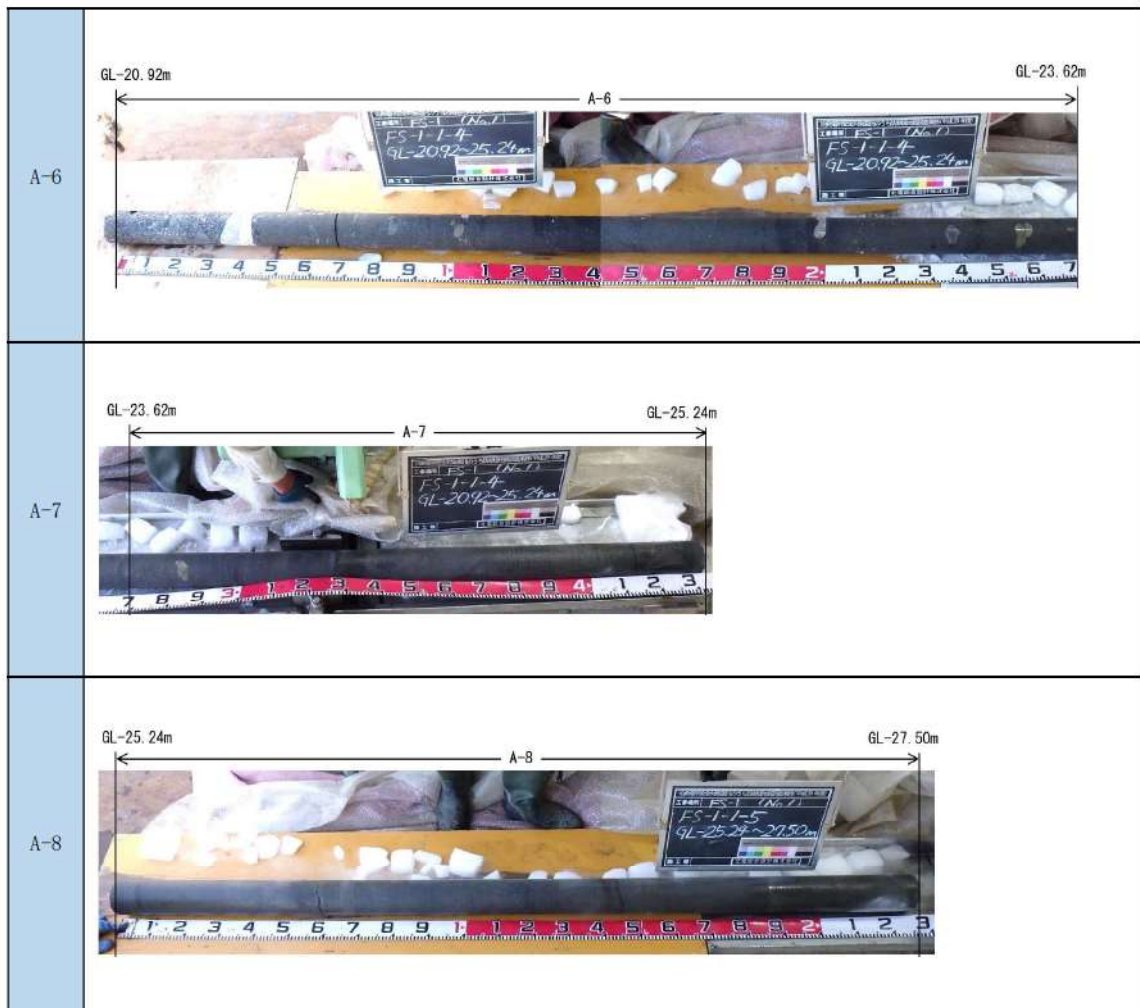 A-6
GL-20.92m
GL-23.62m
A-6
FS-1 (No.1)
FS-1-1-4
GL-20.92~25.24m
FS-1 (No.1)
FS-1-1-4
GL-20.92~25.24m
1 2 3 4 5 6 7 8 9 1 1 2 3 4 5 6 7 8 9 2 1 2 3 4 5 6 7
A-7
GL-23.62m
GL-25.24m
A-7
FS-1 (No.1)
FS-1-1-4
GL-20.92~25.24m
7 8 9 3 1 2 3 4 5 6 7 8 9 4 1 2 3
A-8
GL-25.24m
GL-27.50m
A-8
FS-1 (No.1)
FS-1-1-5
GL-25.24~27.50m
1 2 3 4 5 6 7 8 9 1 1 2 3 4 5 6 7 8 9 2 1 2 3